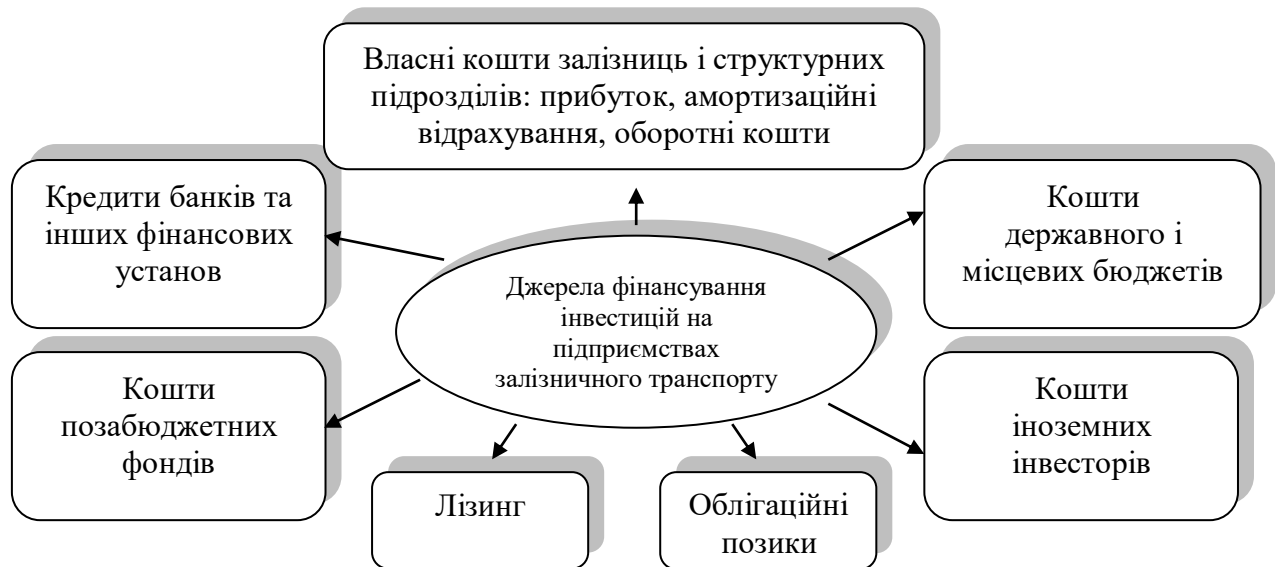 Власні кошти залізниць і структурних
підрозділів: прибуток, амортизаційні
відрахування, оборотні кошти
Кредити банків та
інших фінансових
установ
Кошти
державного і
місцевих бюджетів
Джерела фінансування
інвестицій на
підприємствах
залізничного транспорту
Кошти
позабюджетних
фондів
Кошти
іноземних
інвесторів
Лізинг
Облігаційні
позики